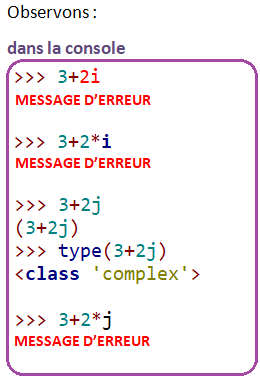 Observons :
dans la console
>>> 3+2i
MESSAGE D’ERREUR
>>> 3+2*i
MESSAGE D’ERREUR
>>> 3+2j
(3+2j)
>>> type(3+2j)
<class 'complex'>
>>> 3+2*j
MESSAGE D’ERREUR